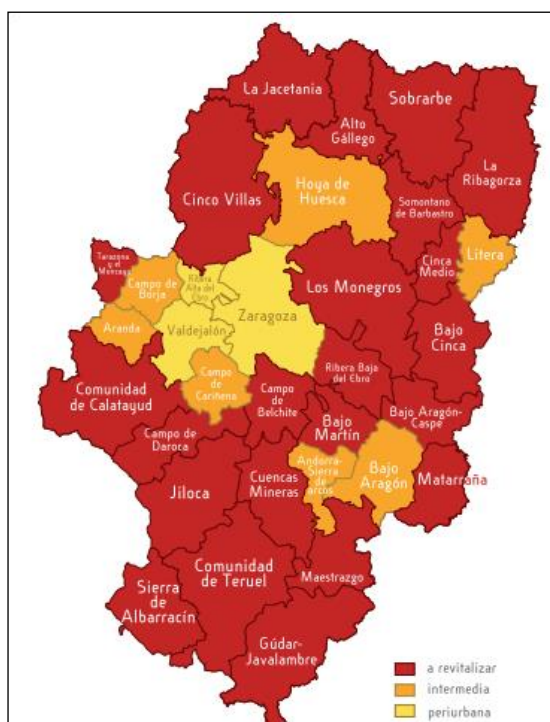 La Jacetania
Sobrarbe
Alto
Gállego
La
Ribagorza
Hoya de
Huesca
Cinco Villas
Somontano
de Barbastro
Cinca
Medio
Litera
Tarazona
y el Moncayo
Campo de
Borja
Ribera
Alta del
Ebro
Los Monegros
Zaragoza
Aranda
Valdejalón
Bajo
Cinca
Ribera Baja
del Ebro
Campo
de
Cariñena
Comunidad
de Calatayud
Campo
de
Belchite
Bajo
Martín
Bajo Aragón-
Caspe
Campo de
Daroca
Andorra-
Sierra
de
Arcos
Bajo
Aragón
Matarraña
Jiloca
Cuencas
Mineras
Comunidad
de Teruel
Maestrazgo
Sierra
de
Albarracín
Gúdar-
Javalambre
a revitalizar
intermedia
periurbana